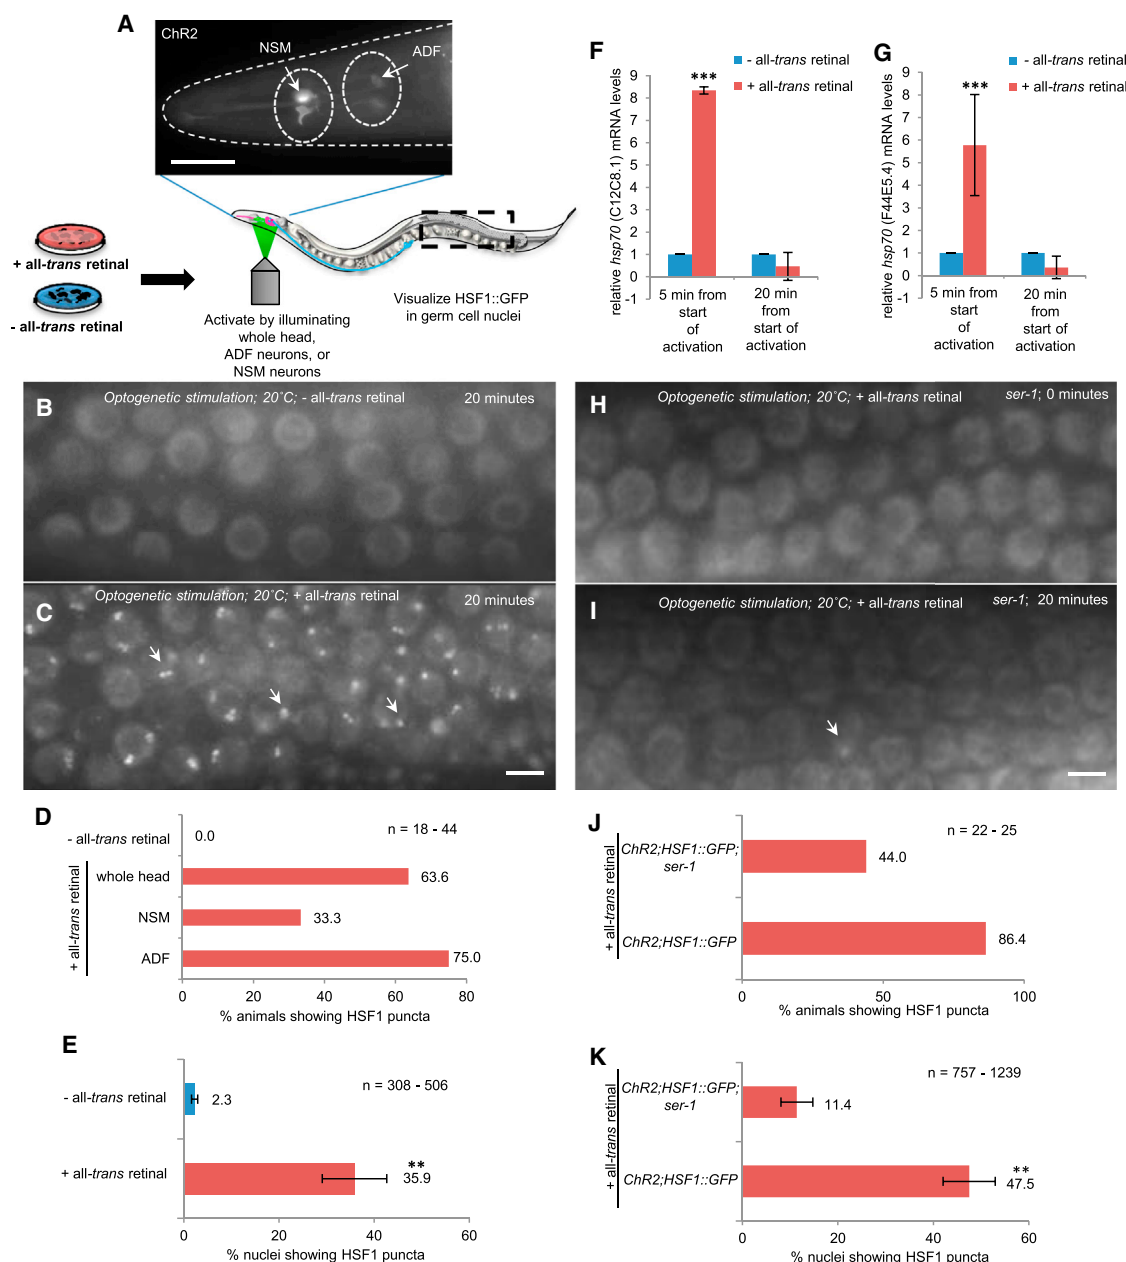 A
ChR2
NSM
ADF
+ all-trans retinal
- all-trans retinal
Activate by illuminating
whole head,
ADF neurons, or
NSM neurons
Visualize HSF1::GFP
in germ cell nuclei
F
- all-trans retinal
+ all-trans retinal
relative hsp70 (C12C8.1) mRNA levels
9
8
7
6
5
4
3
2
1
0
-1
***
5 min from
start
of
activation
20 min
from
start of
activation
G
- all-trans retinal
+ all-trans retinal
relative hsp70 (F44E5.4) mRNA levels
9
8
7
6
5
4
3
2
1
0
-1
***
5 min from
start
of
activation
20 min
from
start of
activation
B
Optogenetic stimulation; 20˚C; - all-trans retinal
20 minutes
C
Optogenetic stimulation; 20˚C; + all-trans retinal
20 minutes
H
Optogenetic stimulation; 20˚C; + all-trans retinal
ser-1; 0 minutes
I
Optogenetic stimulation; 20˚C; + all-trans retinal
ser-1; 20 minutes
D
n = 18 - 44
- all-trans retinal
0.0
+ all-trans retinal
whole head
63.6
NSM
33.3
ADF
75.0
0 20 40 60 80
% animals showing HSF1 puncta
E
n = 308 - 506
- all-trans retinal
2.3
+ all-trans retinal
**
35.9
0 20 40 60
% nuclei showing HSF1 puncta
J
n = 22 - 25
+ all-trans retinal
ChR2;HSF1::GFP;
ser-1
44.0
ChR2;HSF1::GFP
86.4
0 50 100
% animals showing HSF1 puncta
K
n = 757 - 1239
+ all-trans retinal
ChR2;HSF1::GFP;
ser-1
11.4
ChR2;HSF1::GFP
**
47.5
0 20 40 60
% nuclei showing HSF1 puncta